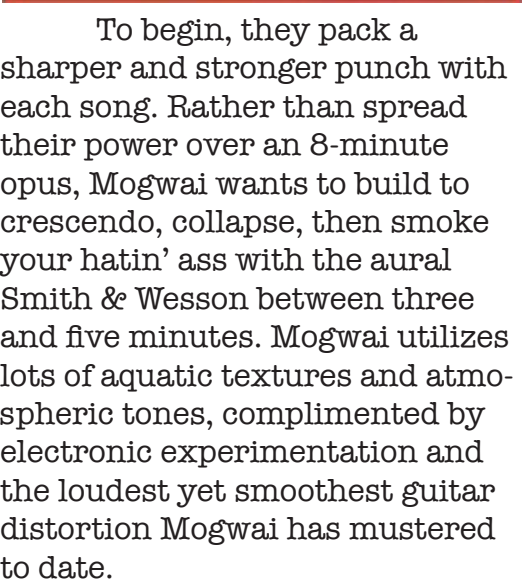 To begin, they pack a
sharper and stronger punch with
each song. Rather than spread
their power over an 8-minute
opus, Mogwai wants to build to
crescendo, collapse, then smoke
your hatin’ ass with the aural
Smith & Wesson between three
and five minutes. Mogwai utilizes
lots of aquatic textures and atmo-
spheric tones, complimented by
electronic experimentation and
the loudest yet smoothest guitar
distortion Mogwai has mustered
to date.